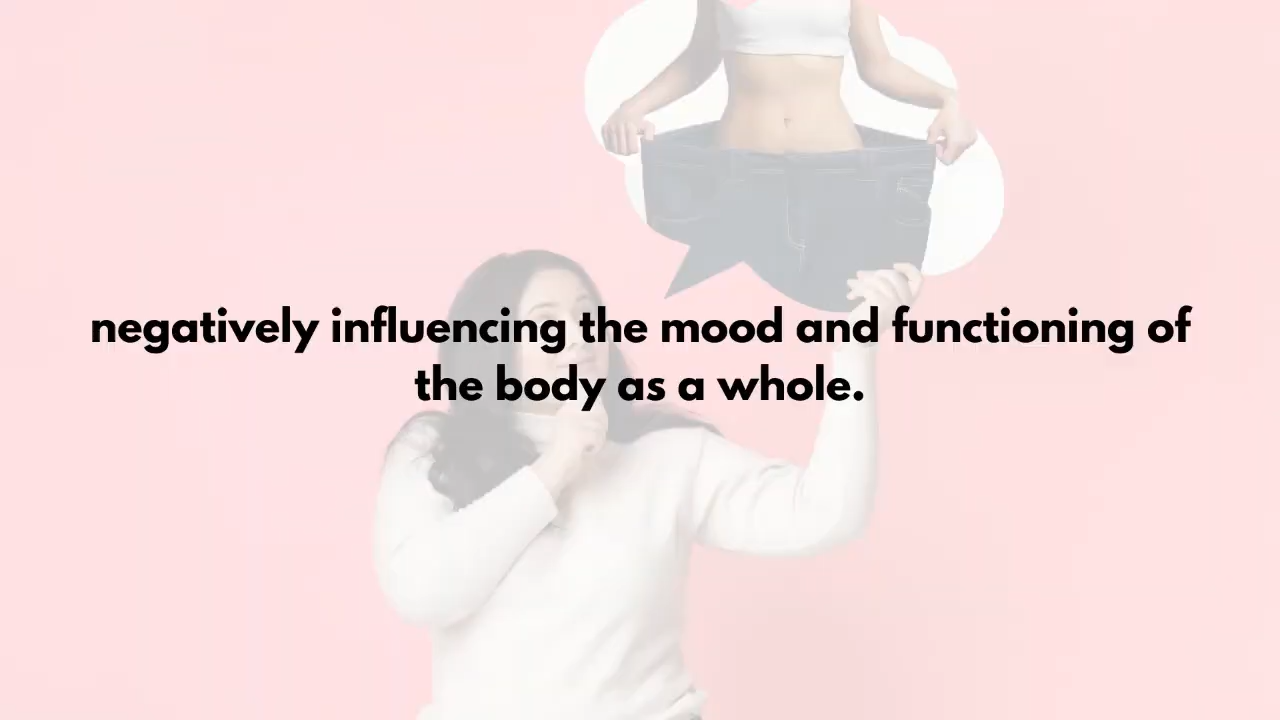 negatively influencing the mood and functioning of
the body as a whole.